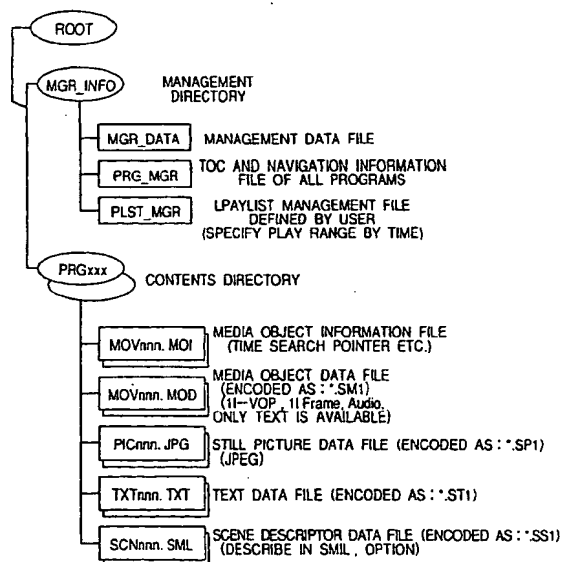 ROOT
MGR_INFO
MANAGEMENT
DIRECTORY
MGR_DATA
MANAGEMENT DATA FILE
PRG_MGR
TOC AND NAVIGATION INFORMATION
FILE OF ALL PROGRAMS
PLST_MGR
LPAYLIST MANAGEMENT FILE
DEFINED BY USER
(SPECIFY PLAY RANGE BY TIME)
PRGxxx
CONTENTS DIRECTORY
MOVnnn. MOI
MEDIA OBJECT INFORMATION FILE
(TIME SEARCH POINTER ETC.)
MOVnnn. MOD
MEDIA OBJECT DATA FILE
(ENCODED AS : *.SM1)
(1I-VOP , 1I Frame, Audio,
ONLY TEXT IS AVAILABLE)
PICnnn. JPG
STILL PICTURE DATA FILE (ENCODED AS : *.SP1)
(JPEG)
TXTnnn. TXT
TEXT DATA FILE (ENCODED AS : *.ST1)
SCNnnn. SML
SCENE DESCRIPTOR DATA FILE (ENCODED AS : *.SS1)
(DESCRIBE IN SMIL , OPTION)